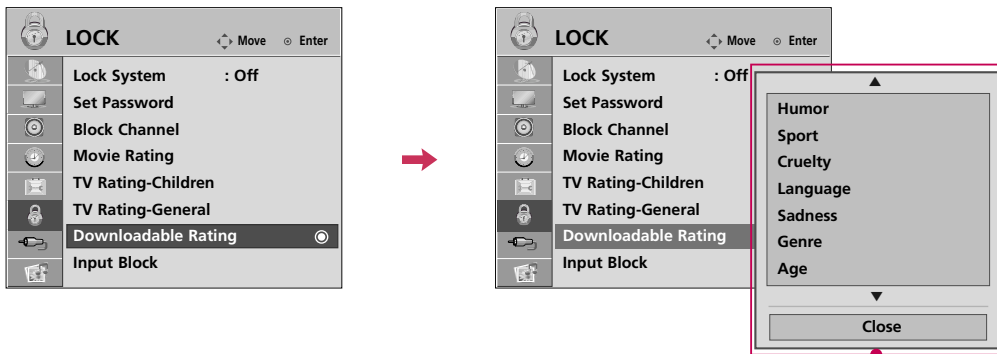 LOCK
Move Enter
Lock System : Off
Set Password
Block Channel
Movie Rating
TV Rating-Children
TV Rating-General
Downloadable Rating
Input Block
LOCK
Move Enter
Lock System : Off
Set Password
Block Channel
Movie Rating
TV Rating-Children
TV Rating-General
Downloadable Rating
Input Block
Humor
Sport
Cruelty
Language
Sadness
Genre
Age
Close